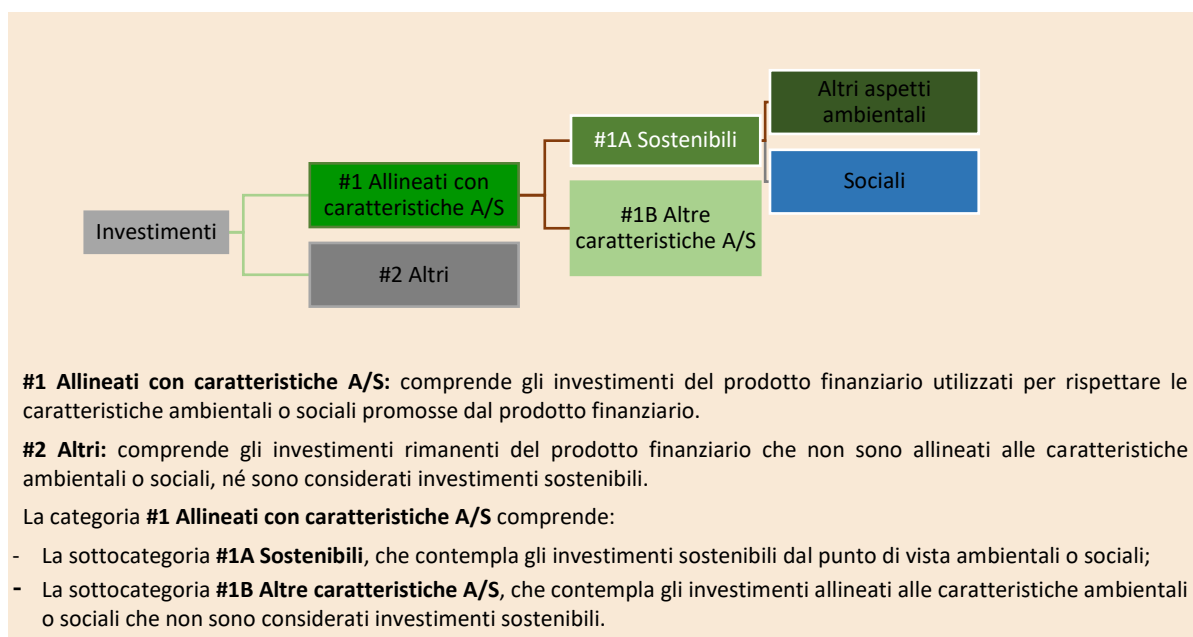 Altri aspetti
ambientali
#1A Sostenibili
#1 Allineati con
caratteristiche A/S
Sociali
#1B Altre
caratteristiche A/S
Investimenti
#2 Altri
#1 Allineati con caratteristiche A/S: comprende gli investimenti del prodotto finanziario utilizzati per rispettare le
caratteristiche ambientali o sociali promosse dal prodotto finanziario.
#2 Altri: comprende gli investimenti rimanenti del prodotto finanziario che non sono allineati alle caratteristiche
ambientali o sociali, né sono considerati investimenti sostenibili.
La categoria #1 Allineati con caratteristiche A/S comprende:
- La sottocategoria #1A Sostenibili, che contempla gli investimenti sostenibili dal punto di vista ambientali o sociali;
- La sottocategoria #1B Altre caratteristiche A/S, che contempla gli investimenti allineati alle caratteristiche ambientali
o sociali che non sono considerati investimenti sostenibili.